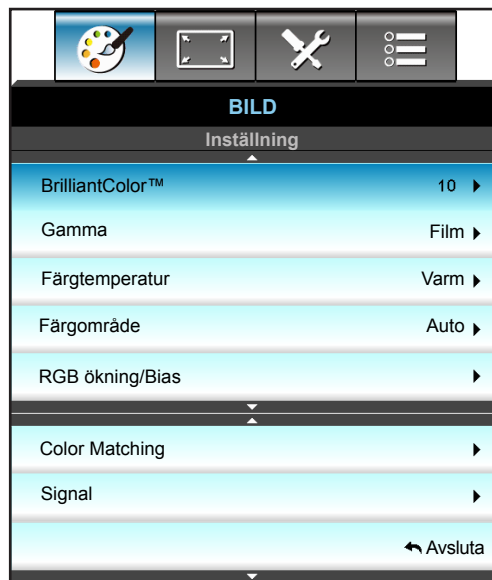 BILD
Inställning
BrilliantColor™ 10
Gamma Film
Färgtemperatur Varm
Färgområde Auto
RGB ökning/Bias
Color Matching
Signal
Avsluta